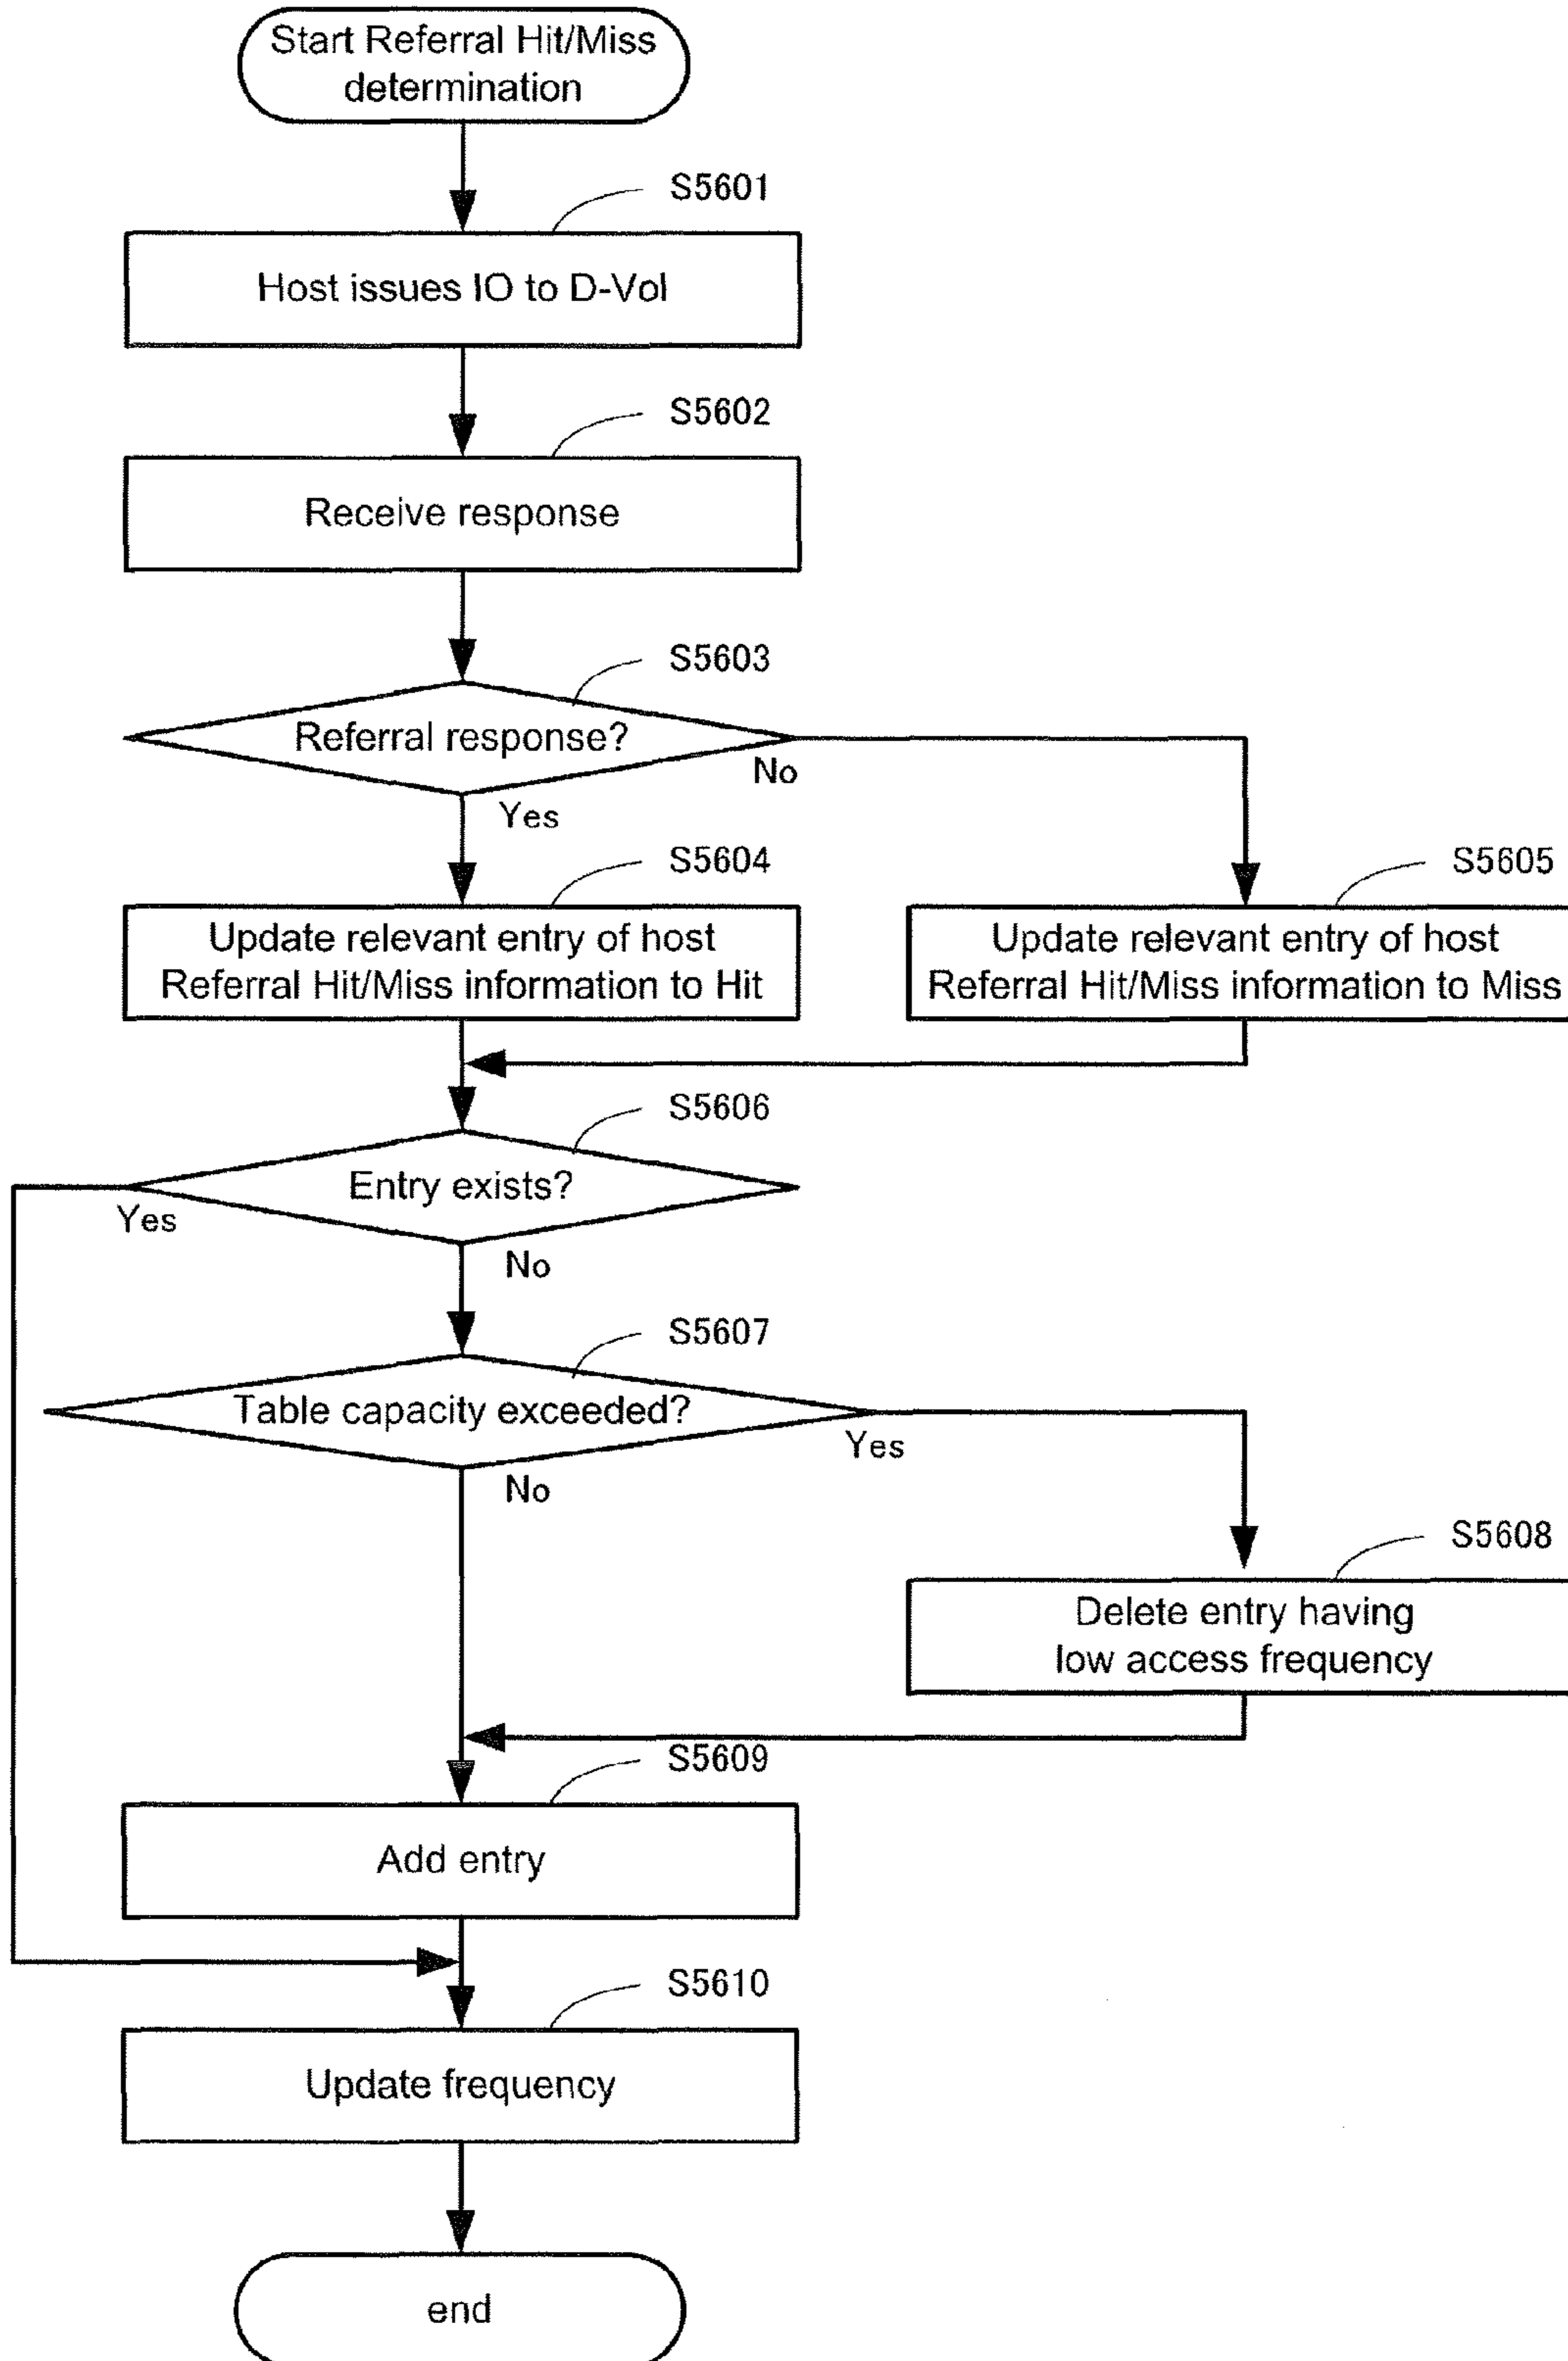 Start Referral Hit/Miss
determination
S5601
Host issues IO to D-Vol
S5602
Receive response
S5603
Referral response?
No
Yes
S5604
S5605
Update relevant entry of host
Referral Hit/Miss information to Hit
Update relevant entry of host
Referral Hit/Miss information to Miss
S5606
Entry exists?
Yes
No
S5607
Table capacity exceeded?
Yes
No
S5608
Delete entry having
low access frequency
S5609
Add entry
S5610
Update frequency
end